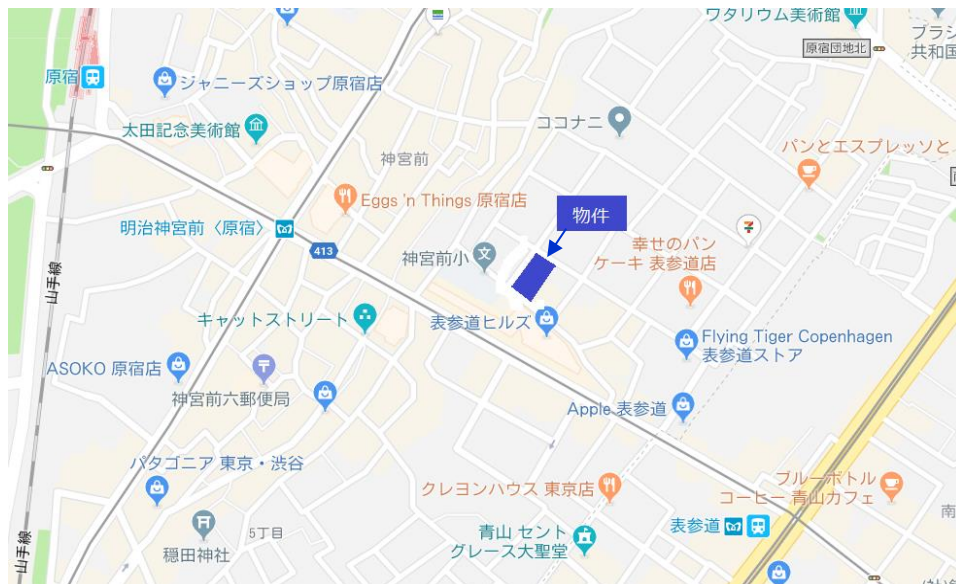 ワタリウム美術館
原宿団地北
ブラジ
共和国
原宿
ジャニーズショップ原宿店
太田記念美術館
ココナニ
神宮前
パンとエスプレッソと
Eggs 'n Things 原宿店
物件
明治神宮前〈原宿〉
413
神宮前小
文
幸せのパン
ケーキ 表参道店
山手線
キャットストリート
表参道ヒルズ
Flying Tiger Copenhagen
表参道ストア
ASOKO 原宿店
神宮前六郵便局
Apple 表参道
パタゴニア 東京・渋谷
クレヨンハウス 東京店
ブルーボトル
コーヒー 青山カフェ
穏田神社
5丁目
青山 セント
グレース大聖堂
表参道
南
山手線